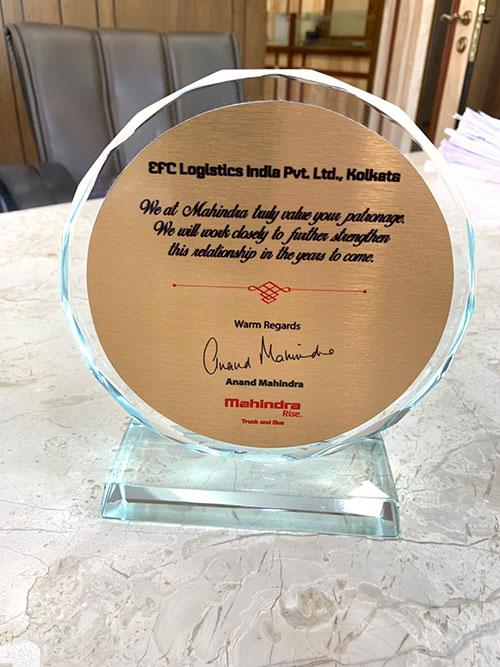 EFC Logistics India Pvt. Ltd., Kolkata
We at Mahindra truly value your patronage.
We will work closely to further strengthen
this relationship in the years to come.
Warm Regards
Anand Mahindra
Anand Mahindra
Mahindra
Rise.
Truck and Bus